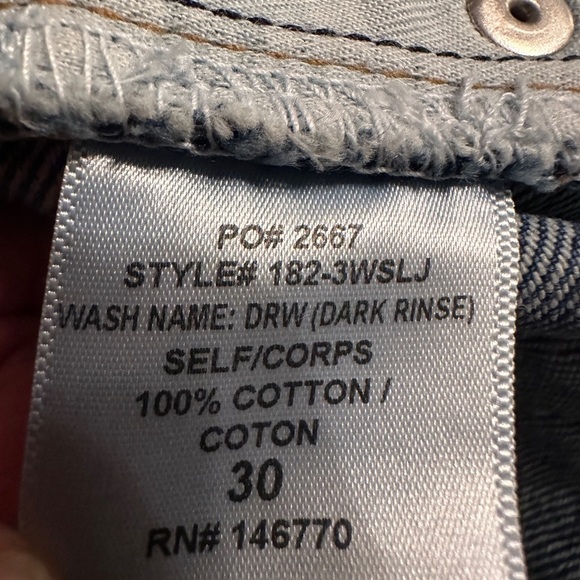 PO# 2667
STYLE# 182-3WSLJ
WASH NAME: DRW (DARK RINSE)
SELF/CORPS
100% COTTON /
COTON
30
RN# 146770